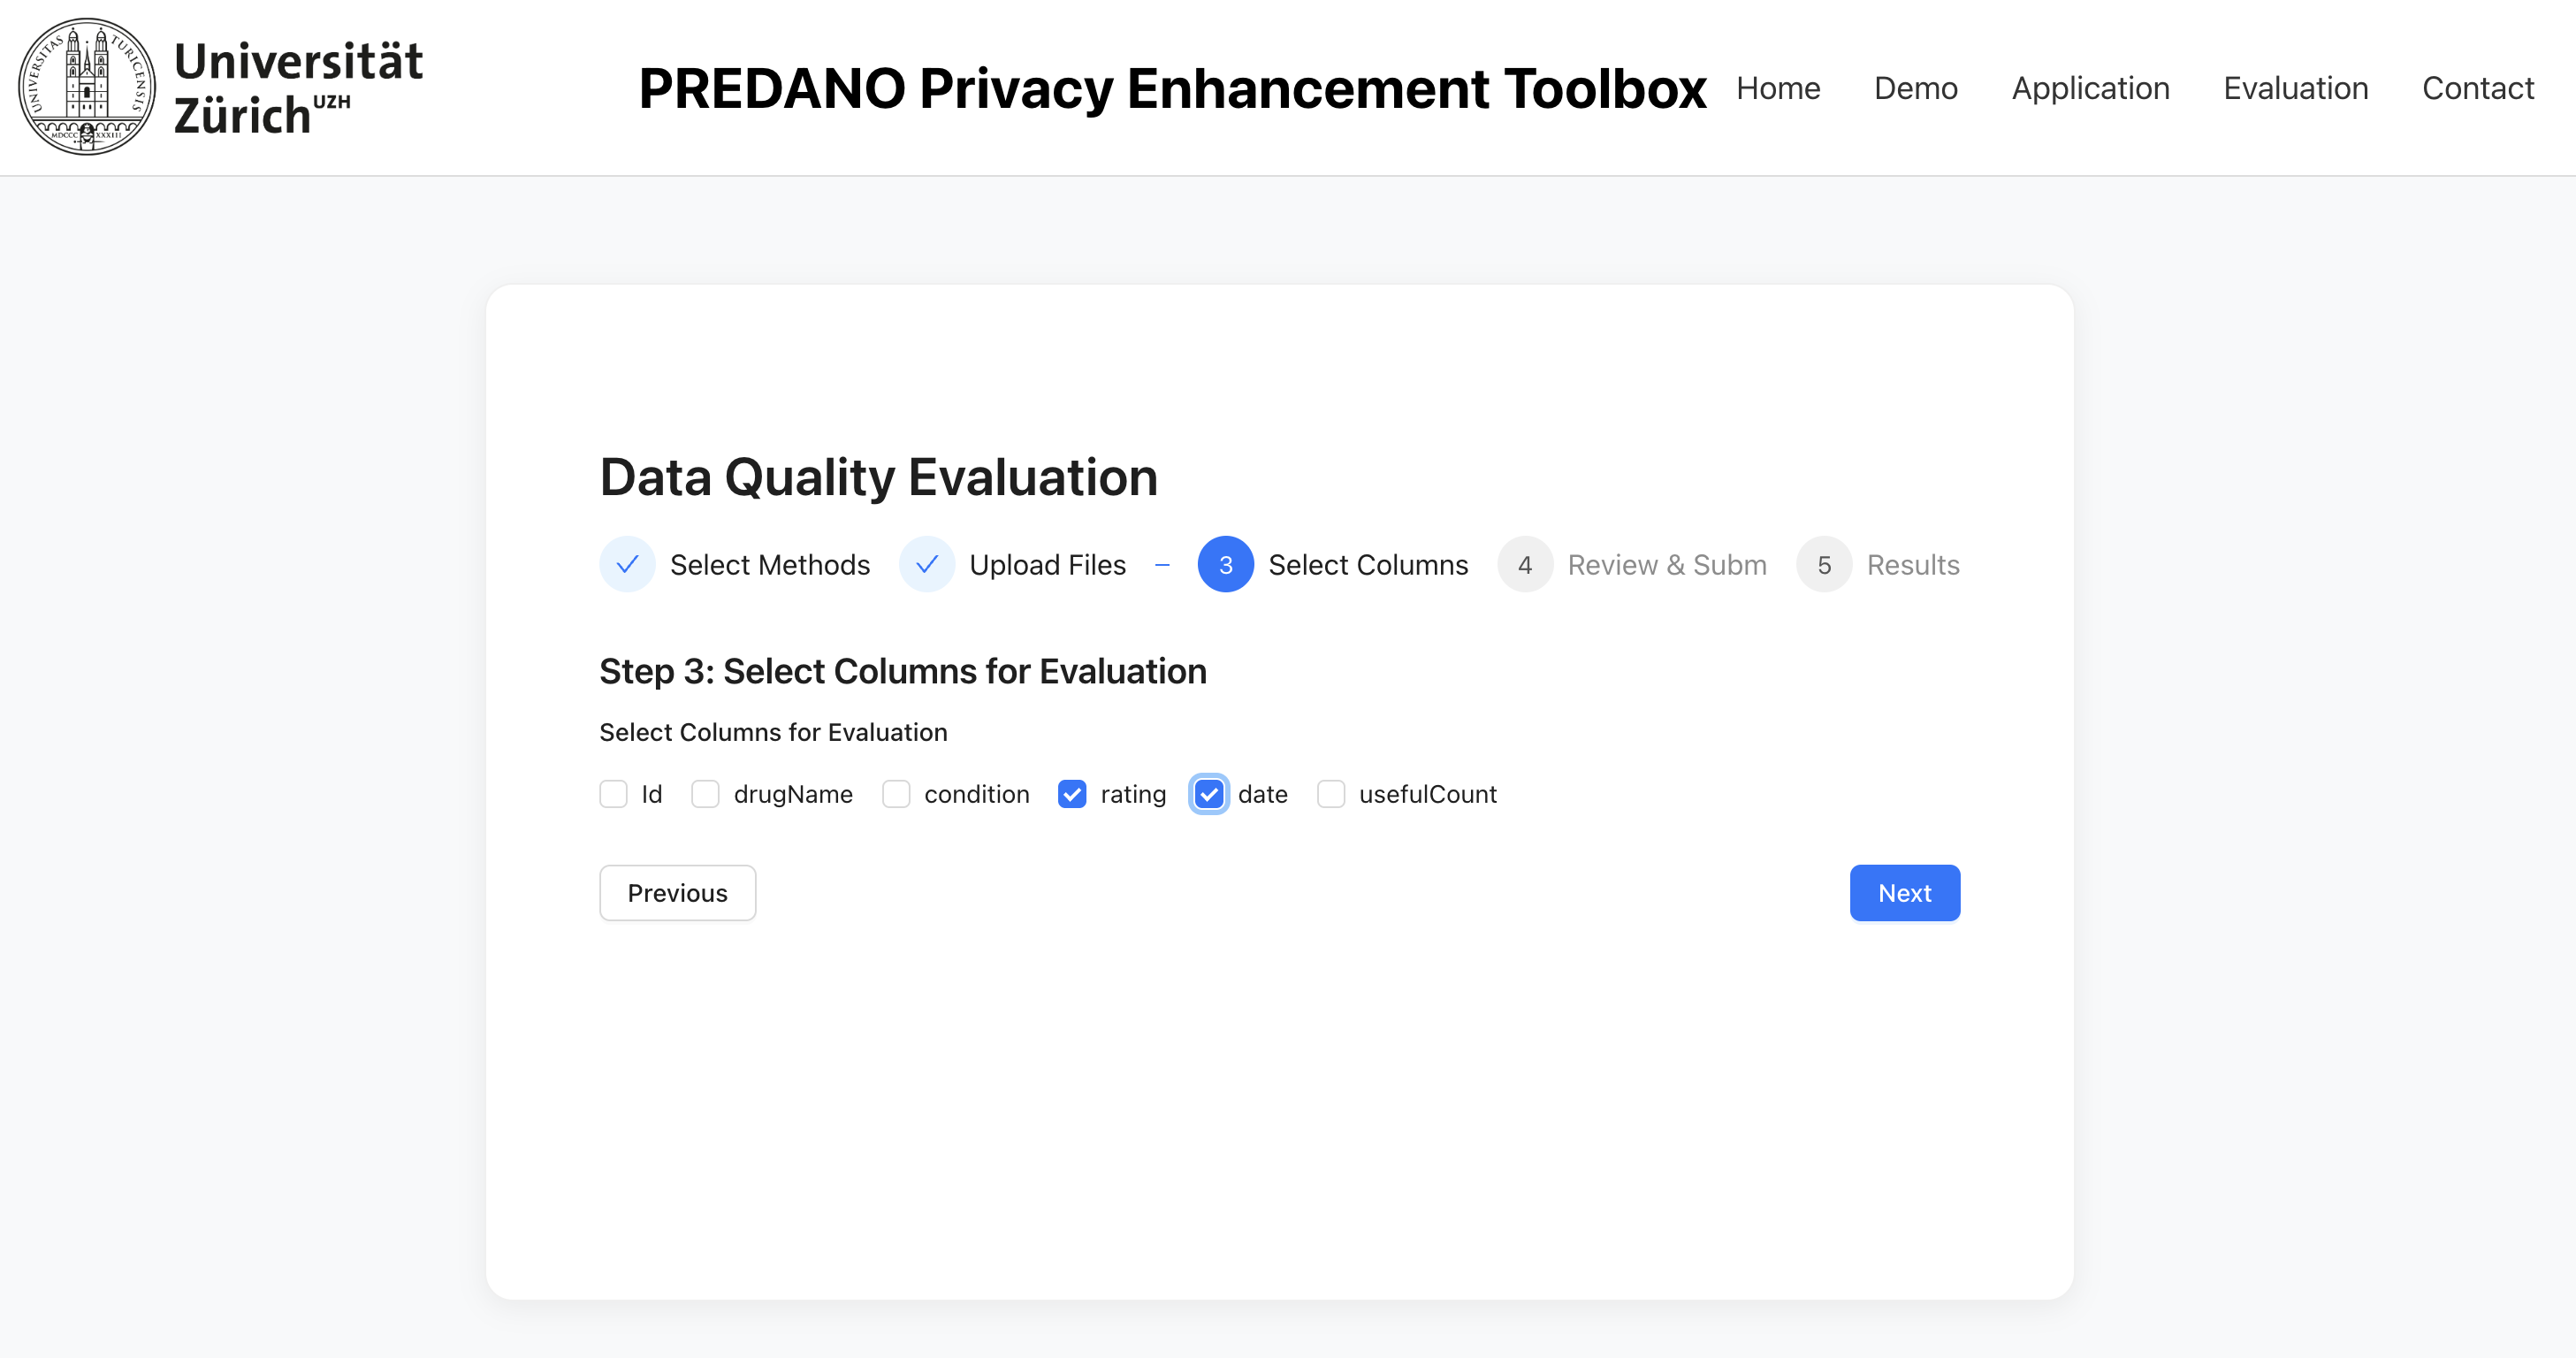 UNIVERSITAS TURICENSIS
MDCCC XXXIII
Universität
Zürich UZH
PREDANO Privacy Enhancement Toolbox
Home
Demo
Application
Evaluation
Contact
Data Quality Evaluation
Select Methods
Upload Files
3 Select Columns
4 Review & Subm
5 Results
Step 3: Select Columns for Evaluation
Select Columns for Evaluation
Id
drugName
condition
rating
date
usefulCount
Previous
Next